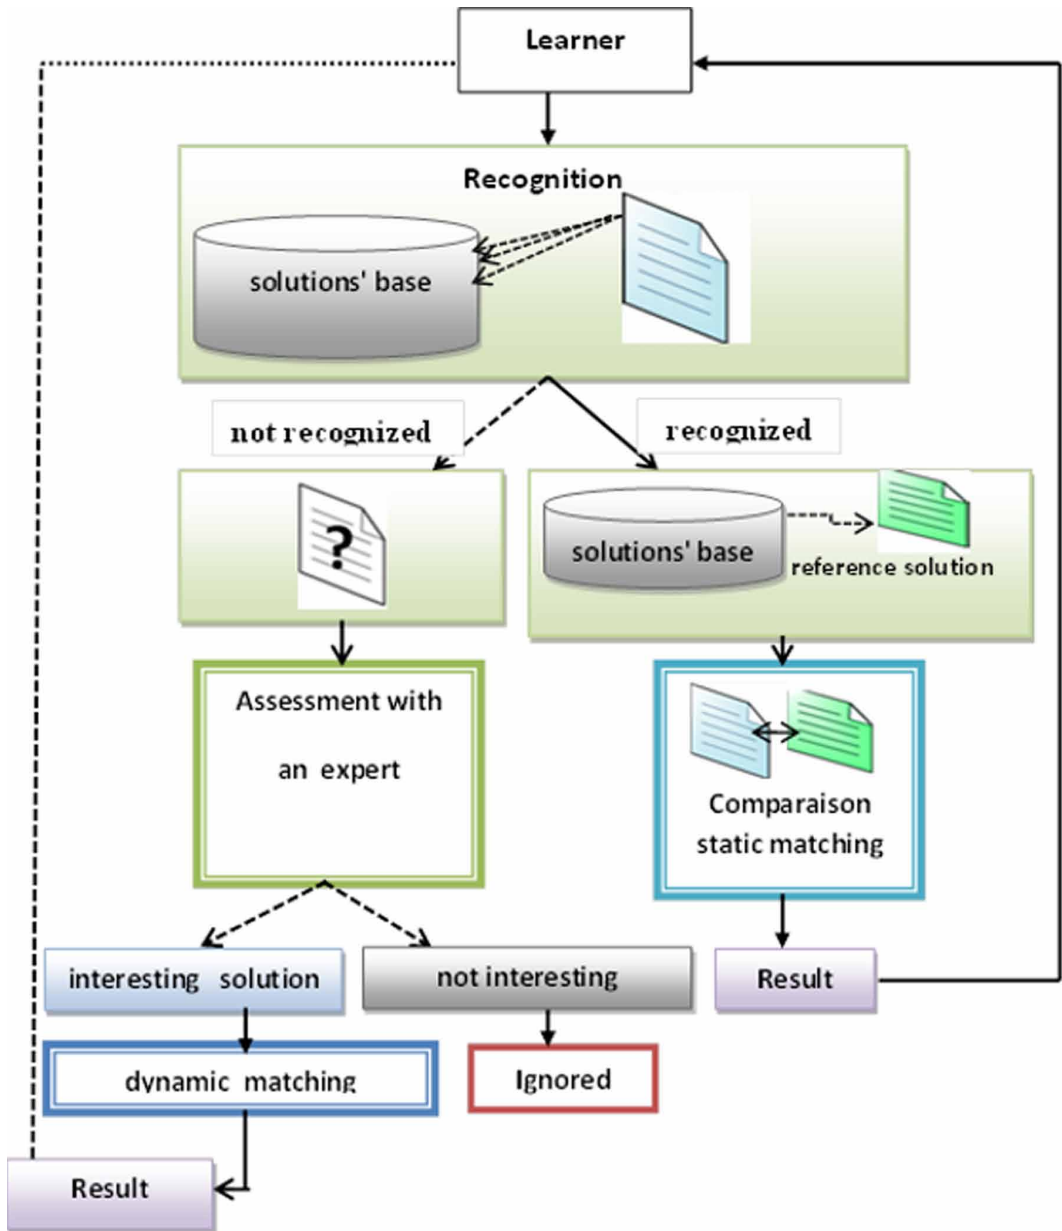 Learner
Recognition
solutions' base
not recognized
recognized
?
solutions' base
reference solution
Assessment with
an expert
Comparaison
static matching
interesting solution
not interesting
Result
dynamic matching
Ignored
Result